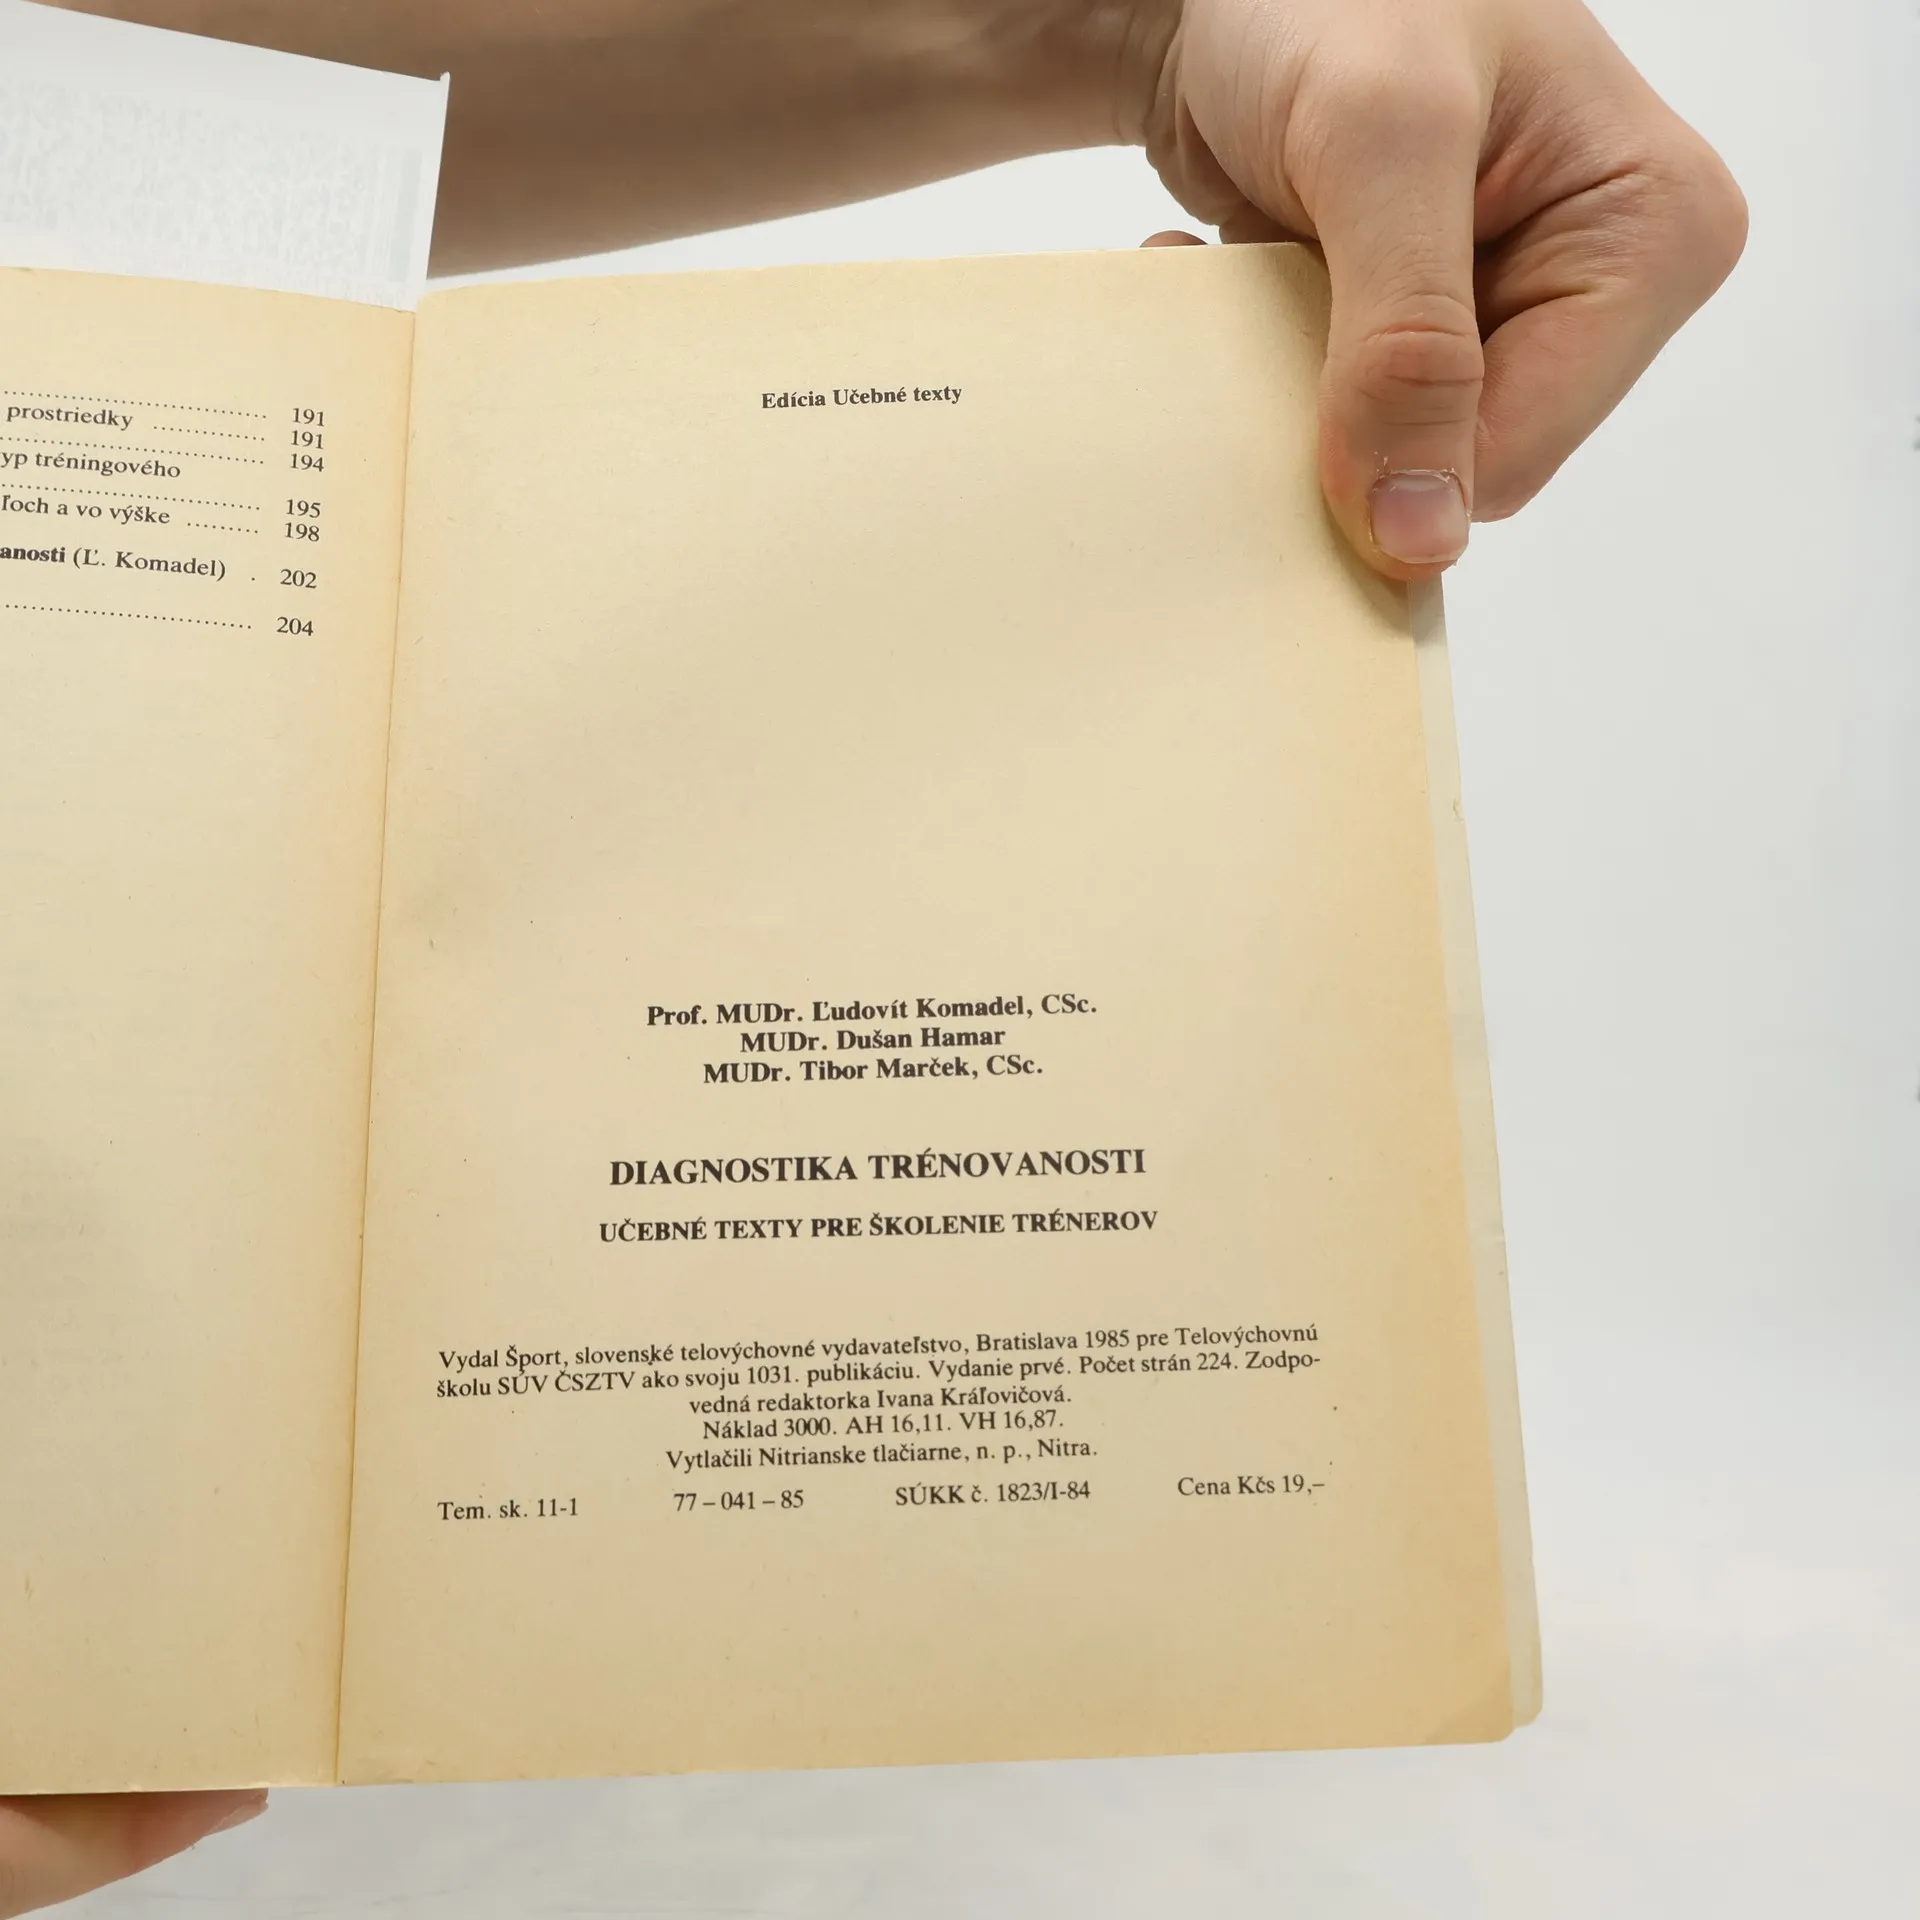 191
prostriedky 191
194
yp tréningového
195
ľoch a vo výške 198
anosti (Ľ. Komadel) . 202
204
Edícia Učebné texty
Prof. MUDr. Ľudovít Komadel, CSc.
MUDr. Dušan Hamar
MUDr. Tibor Marček, CSc.
DIAGNOSTIKA TRÉNOVANOSTI
UČEBNÉ TEXTY PRE ŠKOLENIE TRÉNEROV
Vydal Šport, slovenské telovýchovné vydavateľstvo, Bratislava 1985 pre Telovýchovnú
školu SÚV ČSZTV ako svoju 1031. publikáciu. Vydanie prvé. Počet strán 224. Zodpo-
vedná redaktorka Ivana Kráľovičová.
Náklad 3000. AH 16,11. VH 16,87.
Vytlačili Nitrianske tlačiarne, n. p., Nitra.
Tem. sk. 11-1 77 – 041 – 85 SÚKK č. 1823/I-84 Cena Kčs 19,–